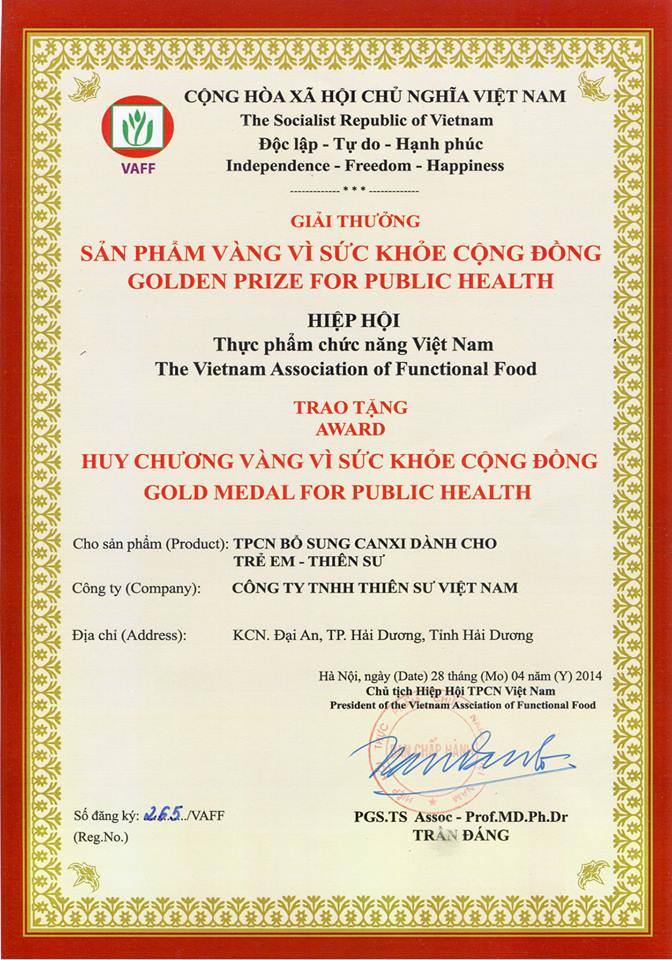 VAFF
CỘNG HÒA XÃ HỘI CHỦ NGHĨA VIỆT NAM
The Socialist Republic of Vietnam
Độc lập - Tự do - Hạnh phúc
Independence - Freedom - Happiness
------------- * * * -------------
GIẢI THƯỞNG
SẢN PHẨM VÀNG VÌ SỨC KHỎE CỘNG ĐỒNG
GOLDEN PRIZE FOR PUBLIC HEALTH
HIỆP HỘI
Thực phẩm chức năng Việt Nam
The Vietnam Association of Functional Food
TRAO TẶNG
AWARD
HUY CHƯƠNG VÀNG VÌ SỨC KHỎE CỘNG ĐỒNG
GOLD MEDAL FOR PUBLIC HEALTH
Cho sản phẩm (Product): TPCN BỔ SUNG CANXI DÀNH CHO
TRẺ EM - THIÊN SƯ
Công ty (Company): CÔNG TY TNHH THIÊN SƯ VIỆT NAM
Địa chỉ (Address): KCN. Đại An, TP. Hải Dương, Tỉnh Hải Dương
Hà Nội, ngày (Date) 28 tháng (Mo) 04 năm (Y) 2014
Chủ tịch Hiệp Hội TPCN Việt Nam
President of the Vietnam Assciation of Functional Food
BAN CHẤP HÀNH
Số đăng ký: 265../VAFF
(Reg.No.)
PGS.TS Assoc - Prof.MD.Ph.Dr
TRẦN ĐÁNG